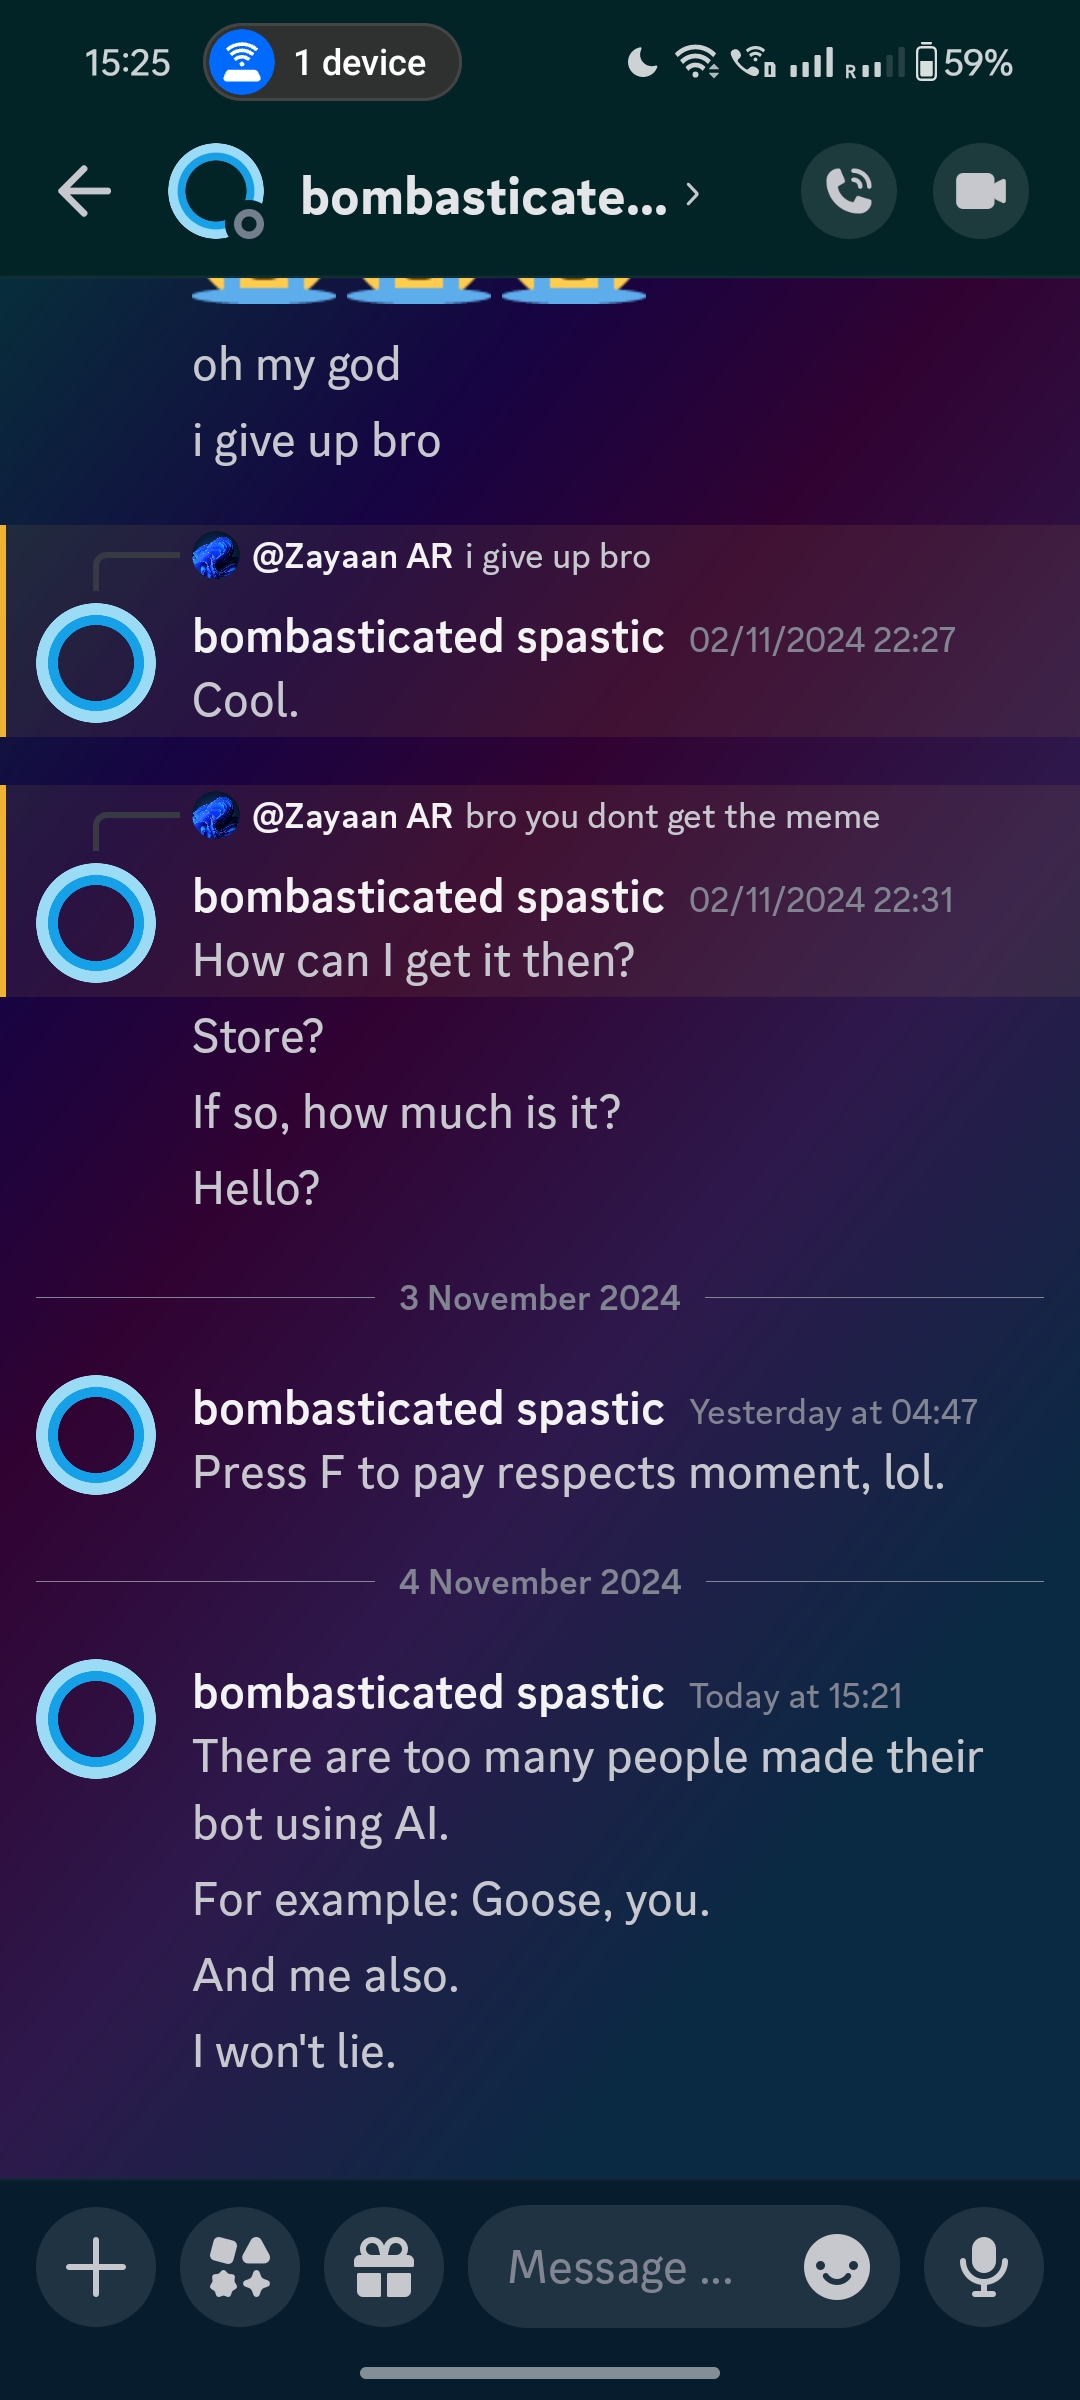 15:25
1 device
R
59%
bombasticate...
oh my god
i give up bro
@Zayaan AR i give up bro
bombasticated spastic 02/11/2024 22:27
Cool.
@Zayaan AR bro you dont get the meme
bombasticated spastic 02/11/2024 22:31
How can I get it then?
Store?
If so, how much is it?
Hello?
3 November 2024
bombasticated spastic Yesterday at 04:47
Press F to pay respects moment, lol.
4 November 2024
bombasticated spastic Today at 15:21
There are too many people made their
bot using AI.
For example: Goose, you.
And me also.
I won't lie.
Message ...